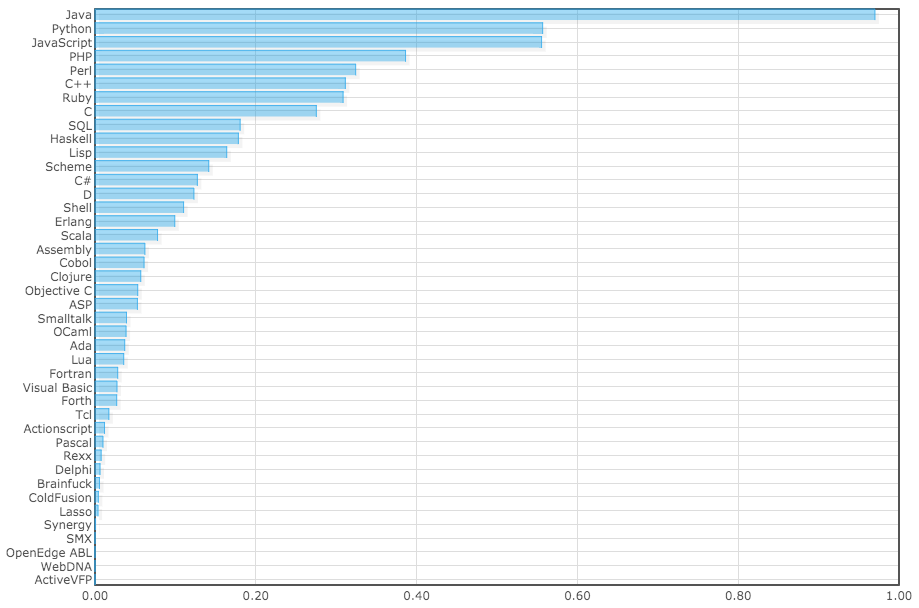 Java
Python
JavaScript
PHP
Perl
C++
Ruby
C
SQL
Haskell
Lisp
Scheme
C#
D
Shell
Erlang
Scala
Assembly
Cobol
Clojure
Objective C
ASP
Smalltalk
OCaml
Ada
Lua
Fortran
Visual Basic
Forth
Tcl
Actionscript
Pascal
Rexx
Delphi
Brainfuck
ColdFusion
Lasso
Synergy
SMX
OpenEdge ABL
WebDNA
ActiveVFP
0.00 0.20 0.40 0.60 0.80 1.00